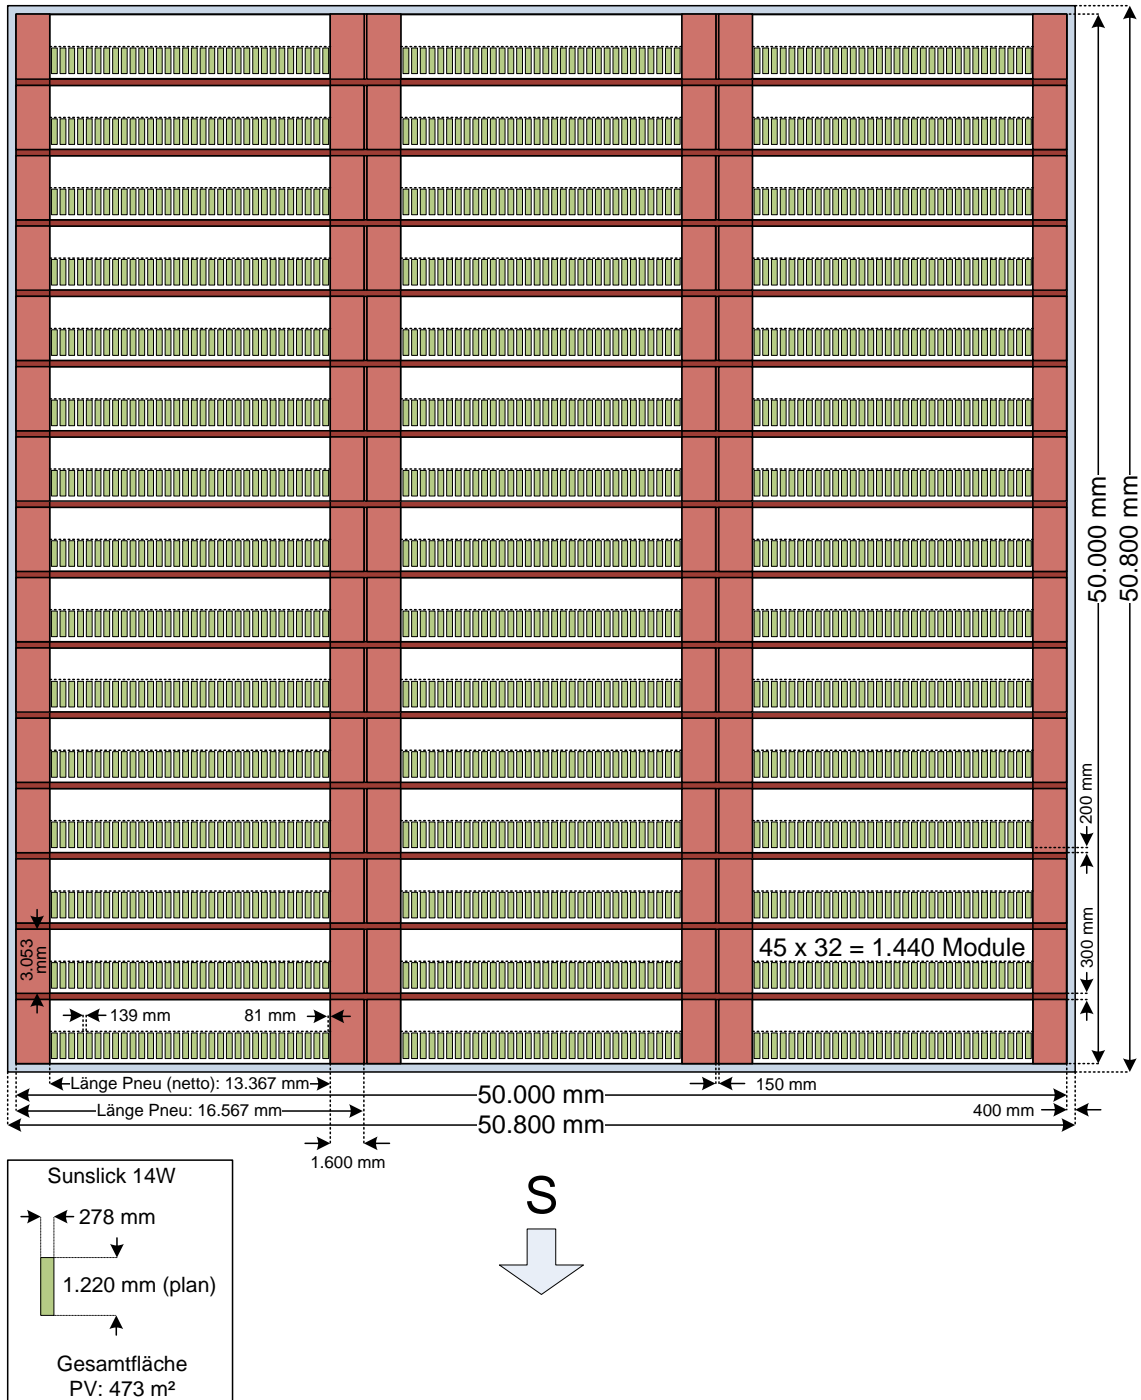 50.000 mm
50.800 mm
200 mm
45 x 32 = 1.440 Module
300 mm
3.053
mm
139 mm
81 mm
Länge Pneu (netto): 13.367 mm
150 mm
50.000 mm
Länge Pneu: 16.567 mm
400 mm
50.800 mm
1.600 mm
Sunslick 14W
S
278 mm
1.220 mm (plan)
Gesamtfläche
PV: 473 m²